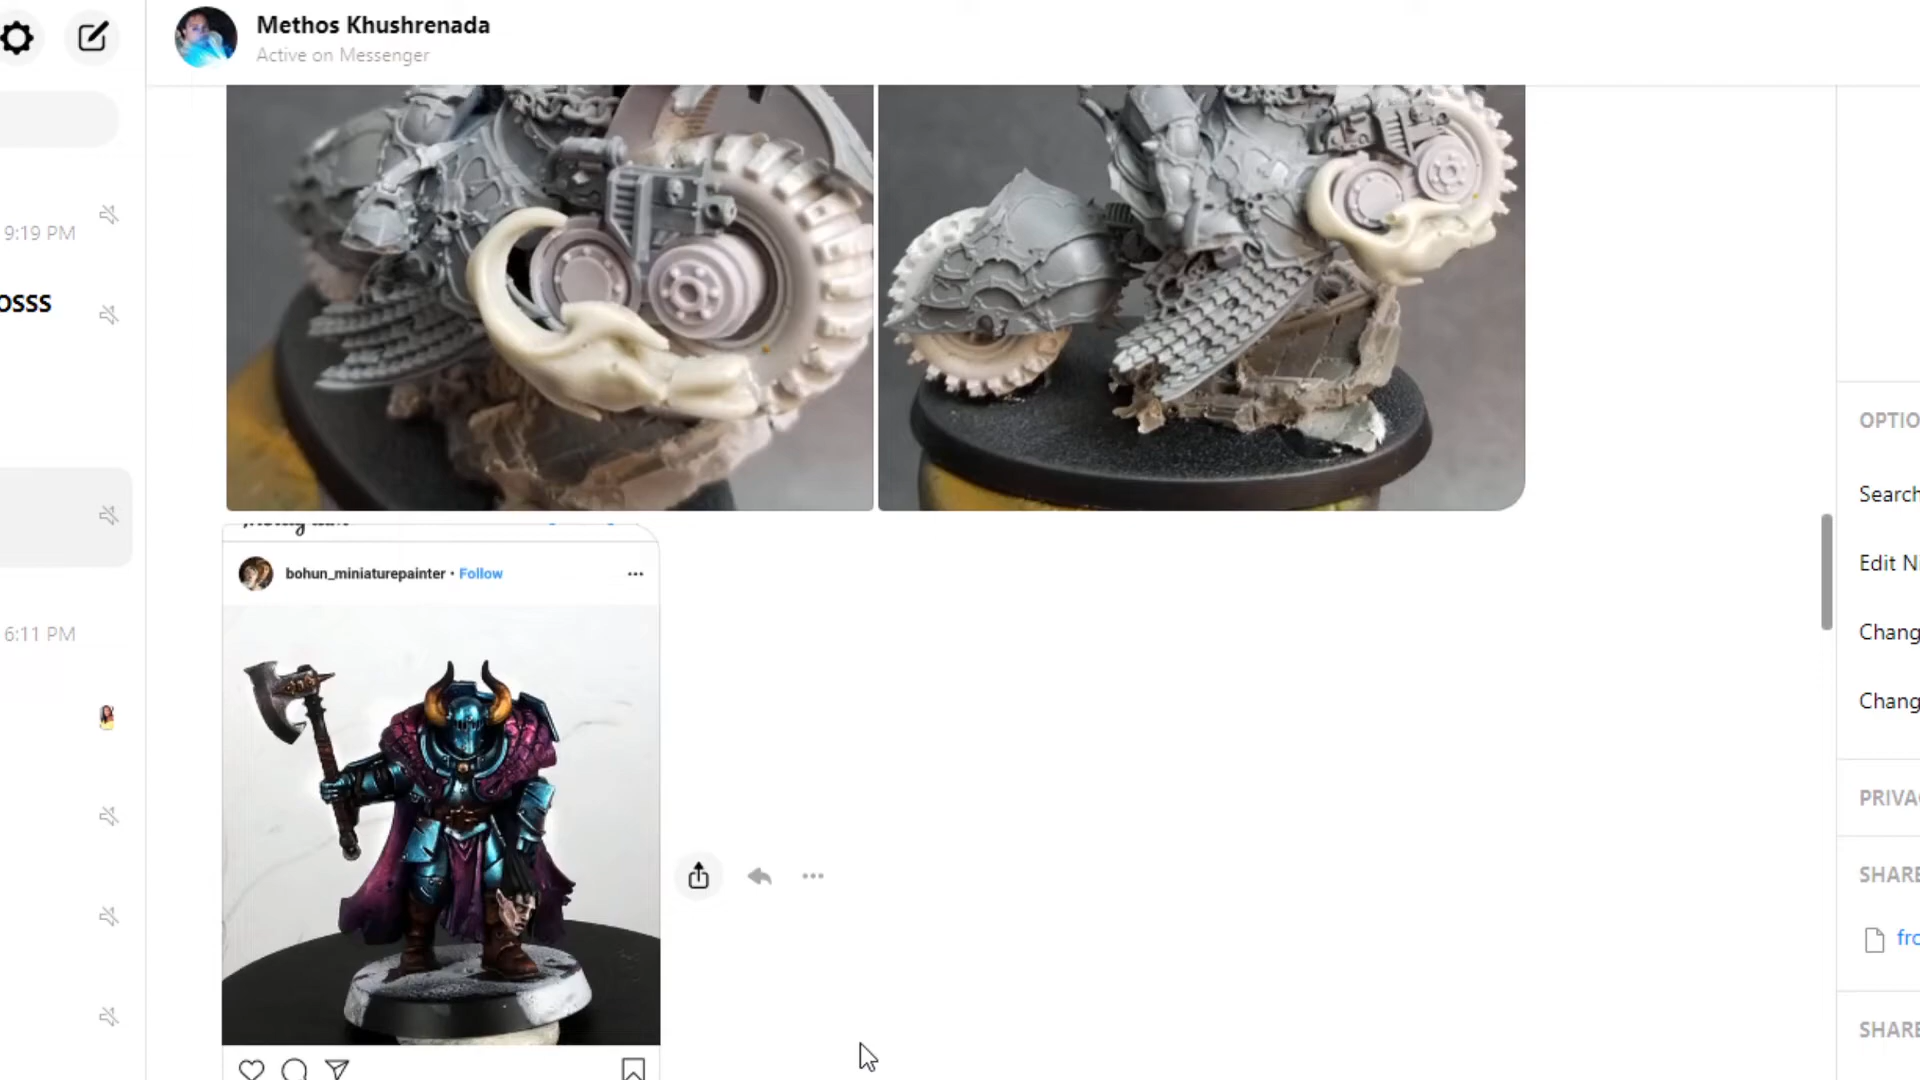 Methos Khushrenada
Active on Messenger
9:19 PM
OSSS
6:11 PM
bohun_miniaturepainter • Follow
OPTIO
Search
Edit Ni
Chang
Chang
PRIVA
SHARE
fro
SHARE